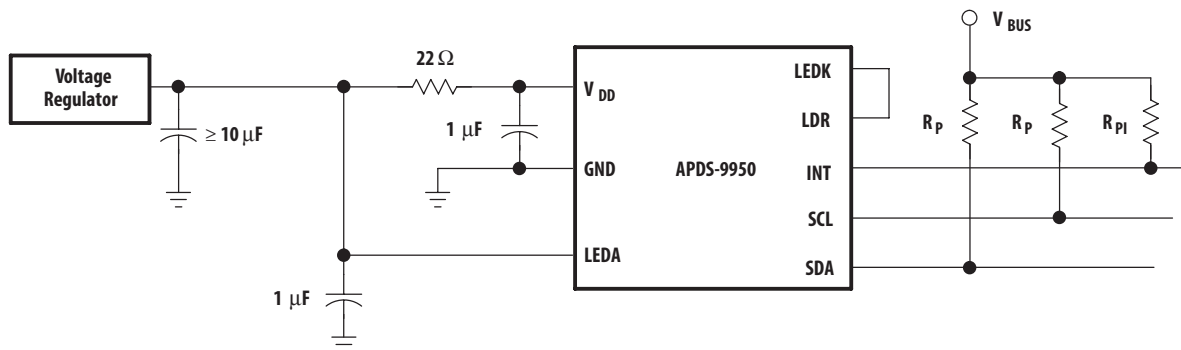 Voltage
Regulator
≥ 10 μF
22 Ω
1 μF
1 μF
V DD
GND
LEDA
APDS-9950
LEDK
LDR
INT
SCL
SDA
V BUS
R P
R P
R PI